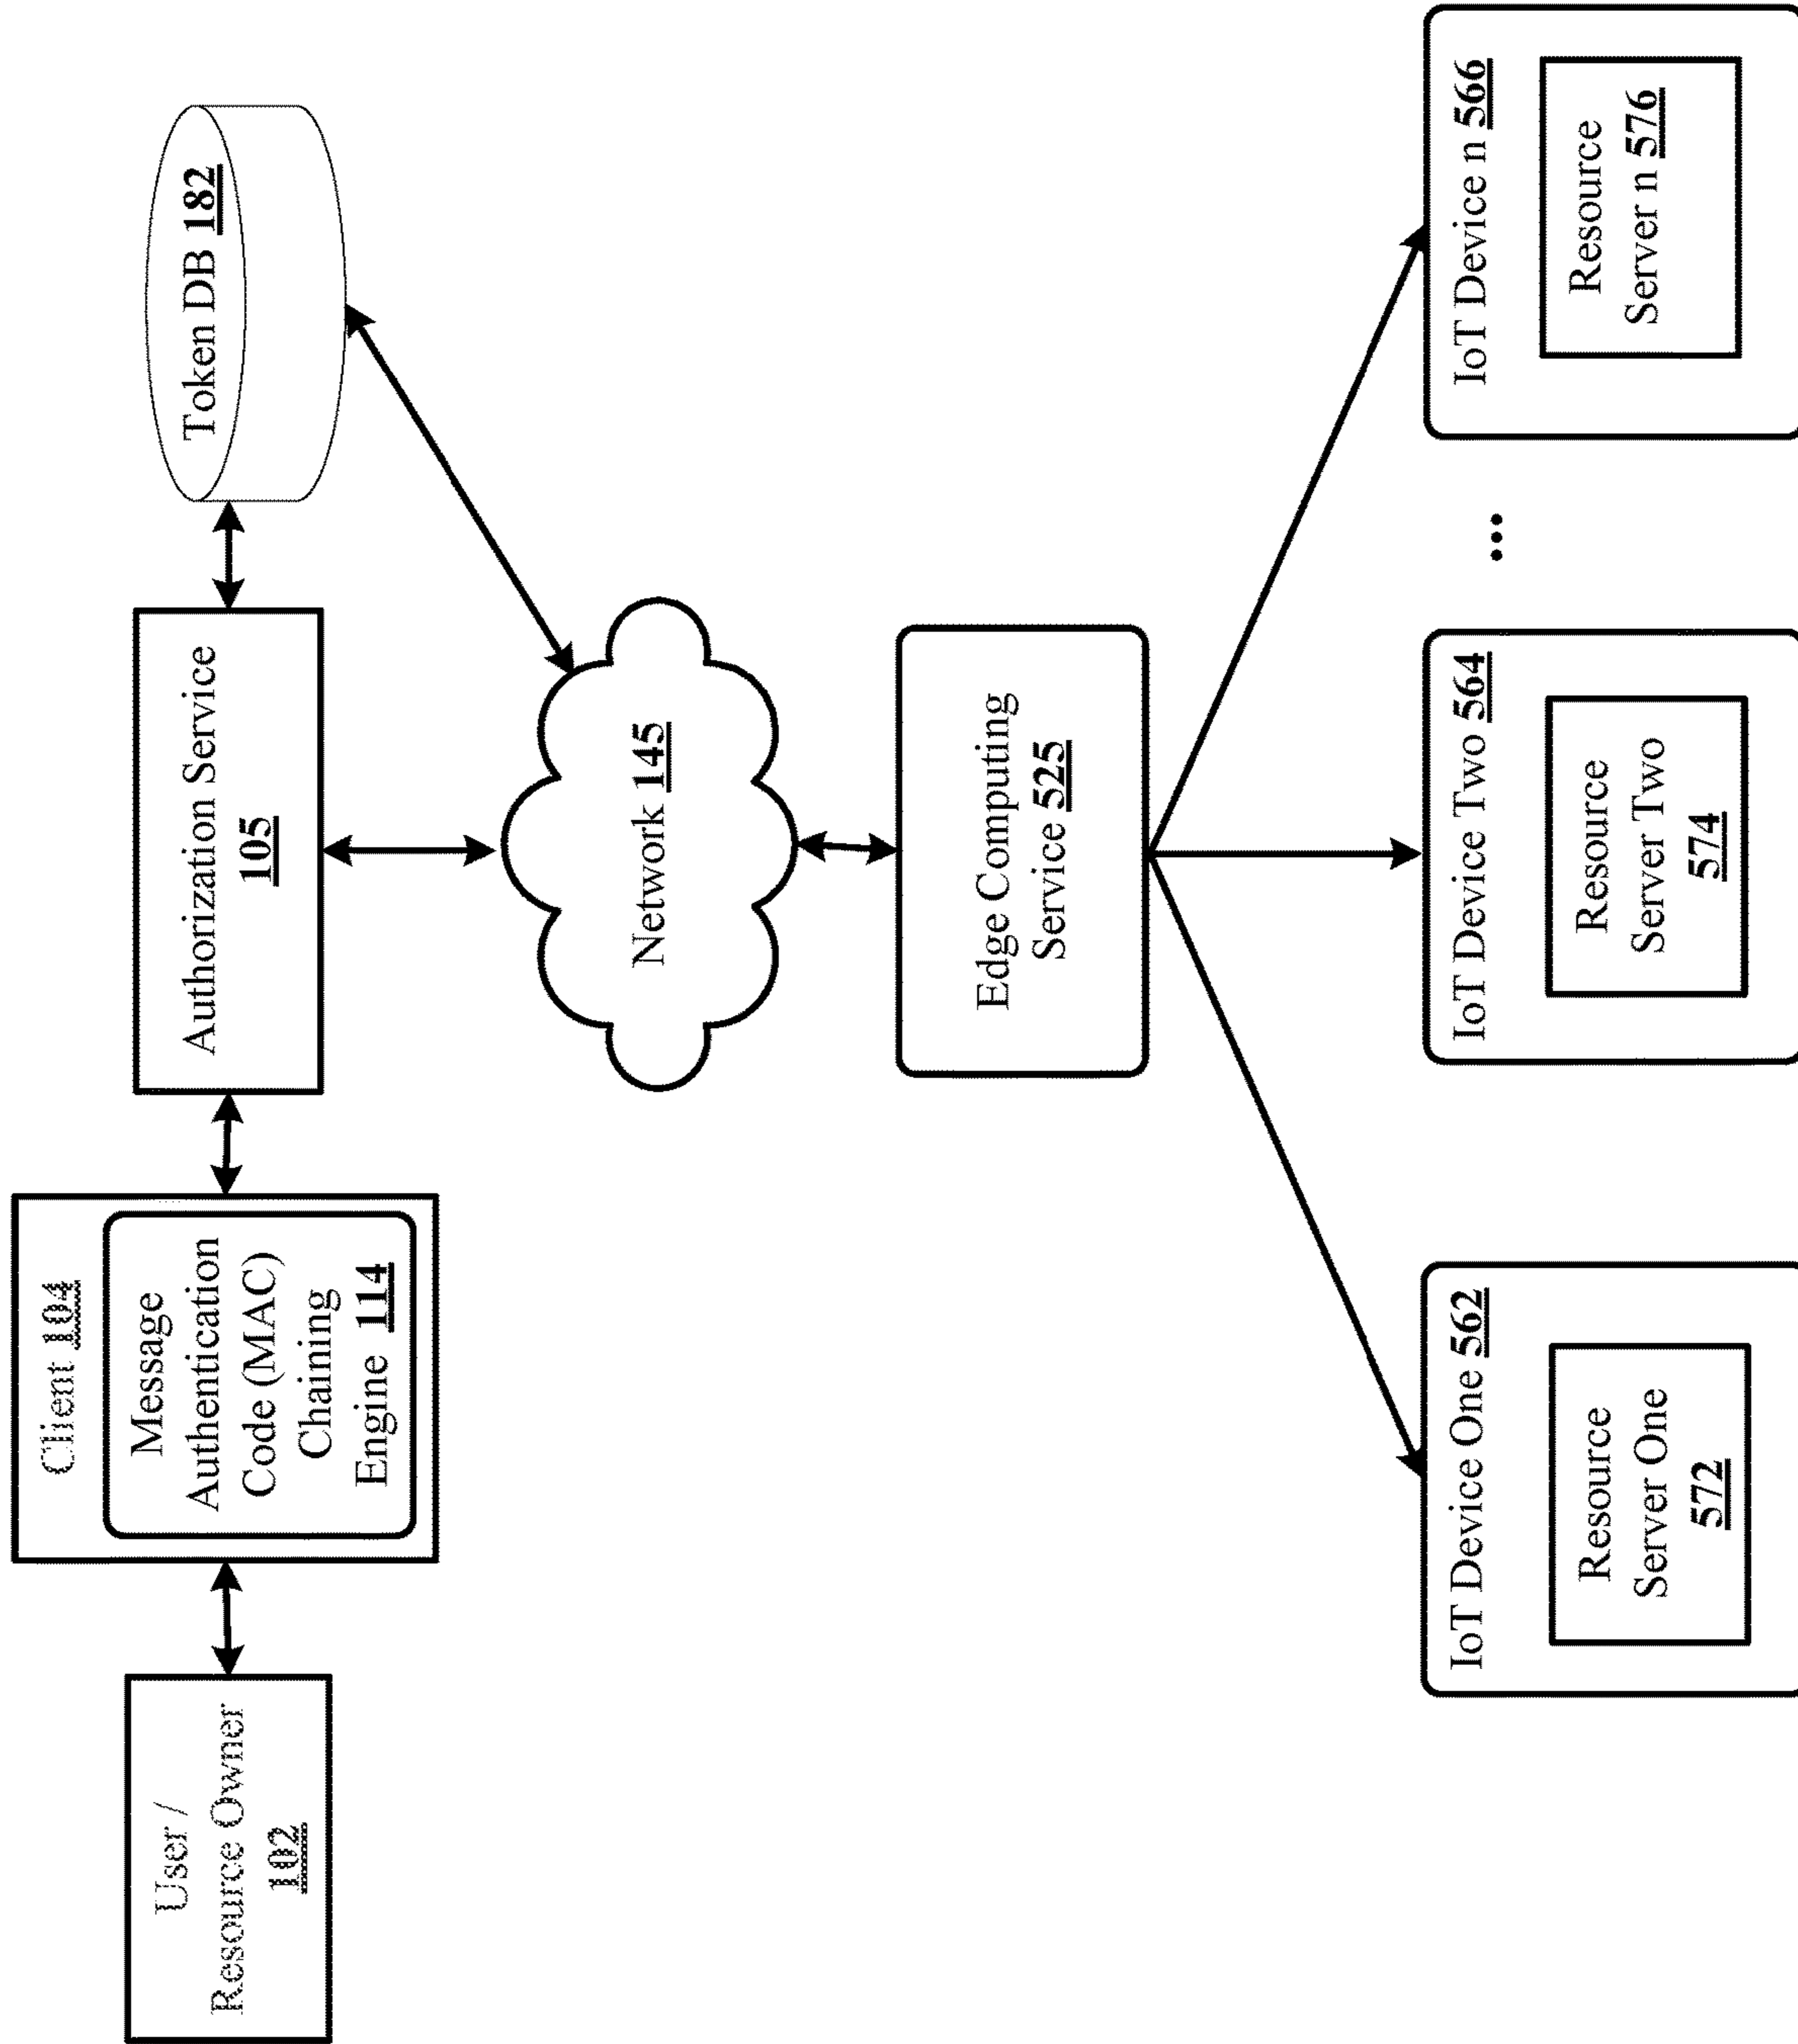 User /
Resource Owner
102
Client 104
Message
Authentication
Code (MAC)
Chaining
Engine 114
Authorization Service
105
Token DB 182
Network 145
Edge Computing
Service 525
IoT Device One 562
Resource
Server One
572
IoT Device Two 564
Resource
Server Two
574
...
IoT Device n 566
Resource
Server n 576